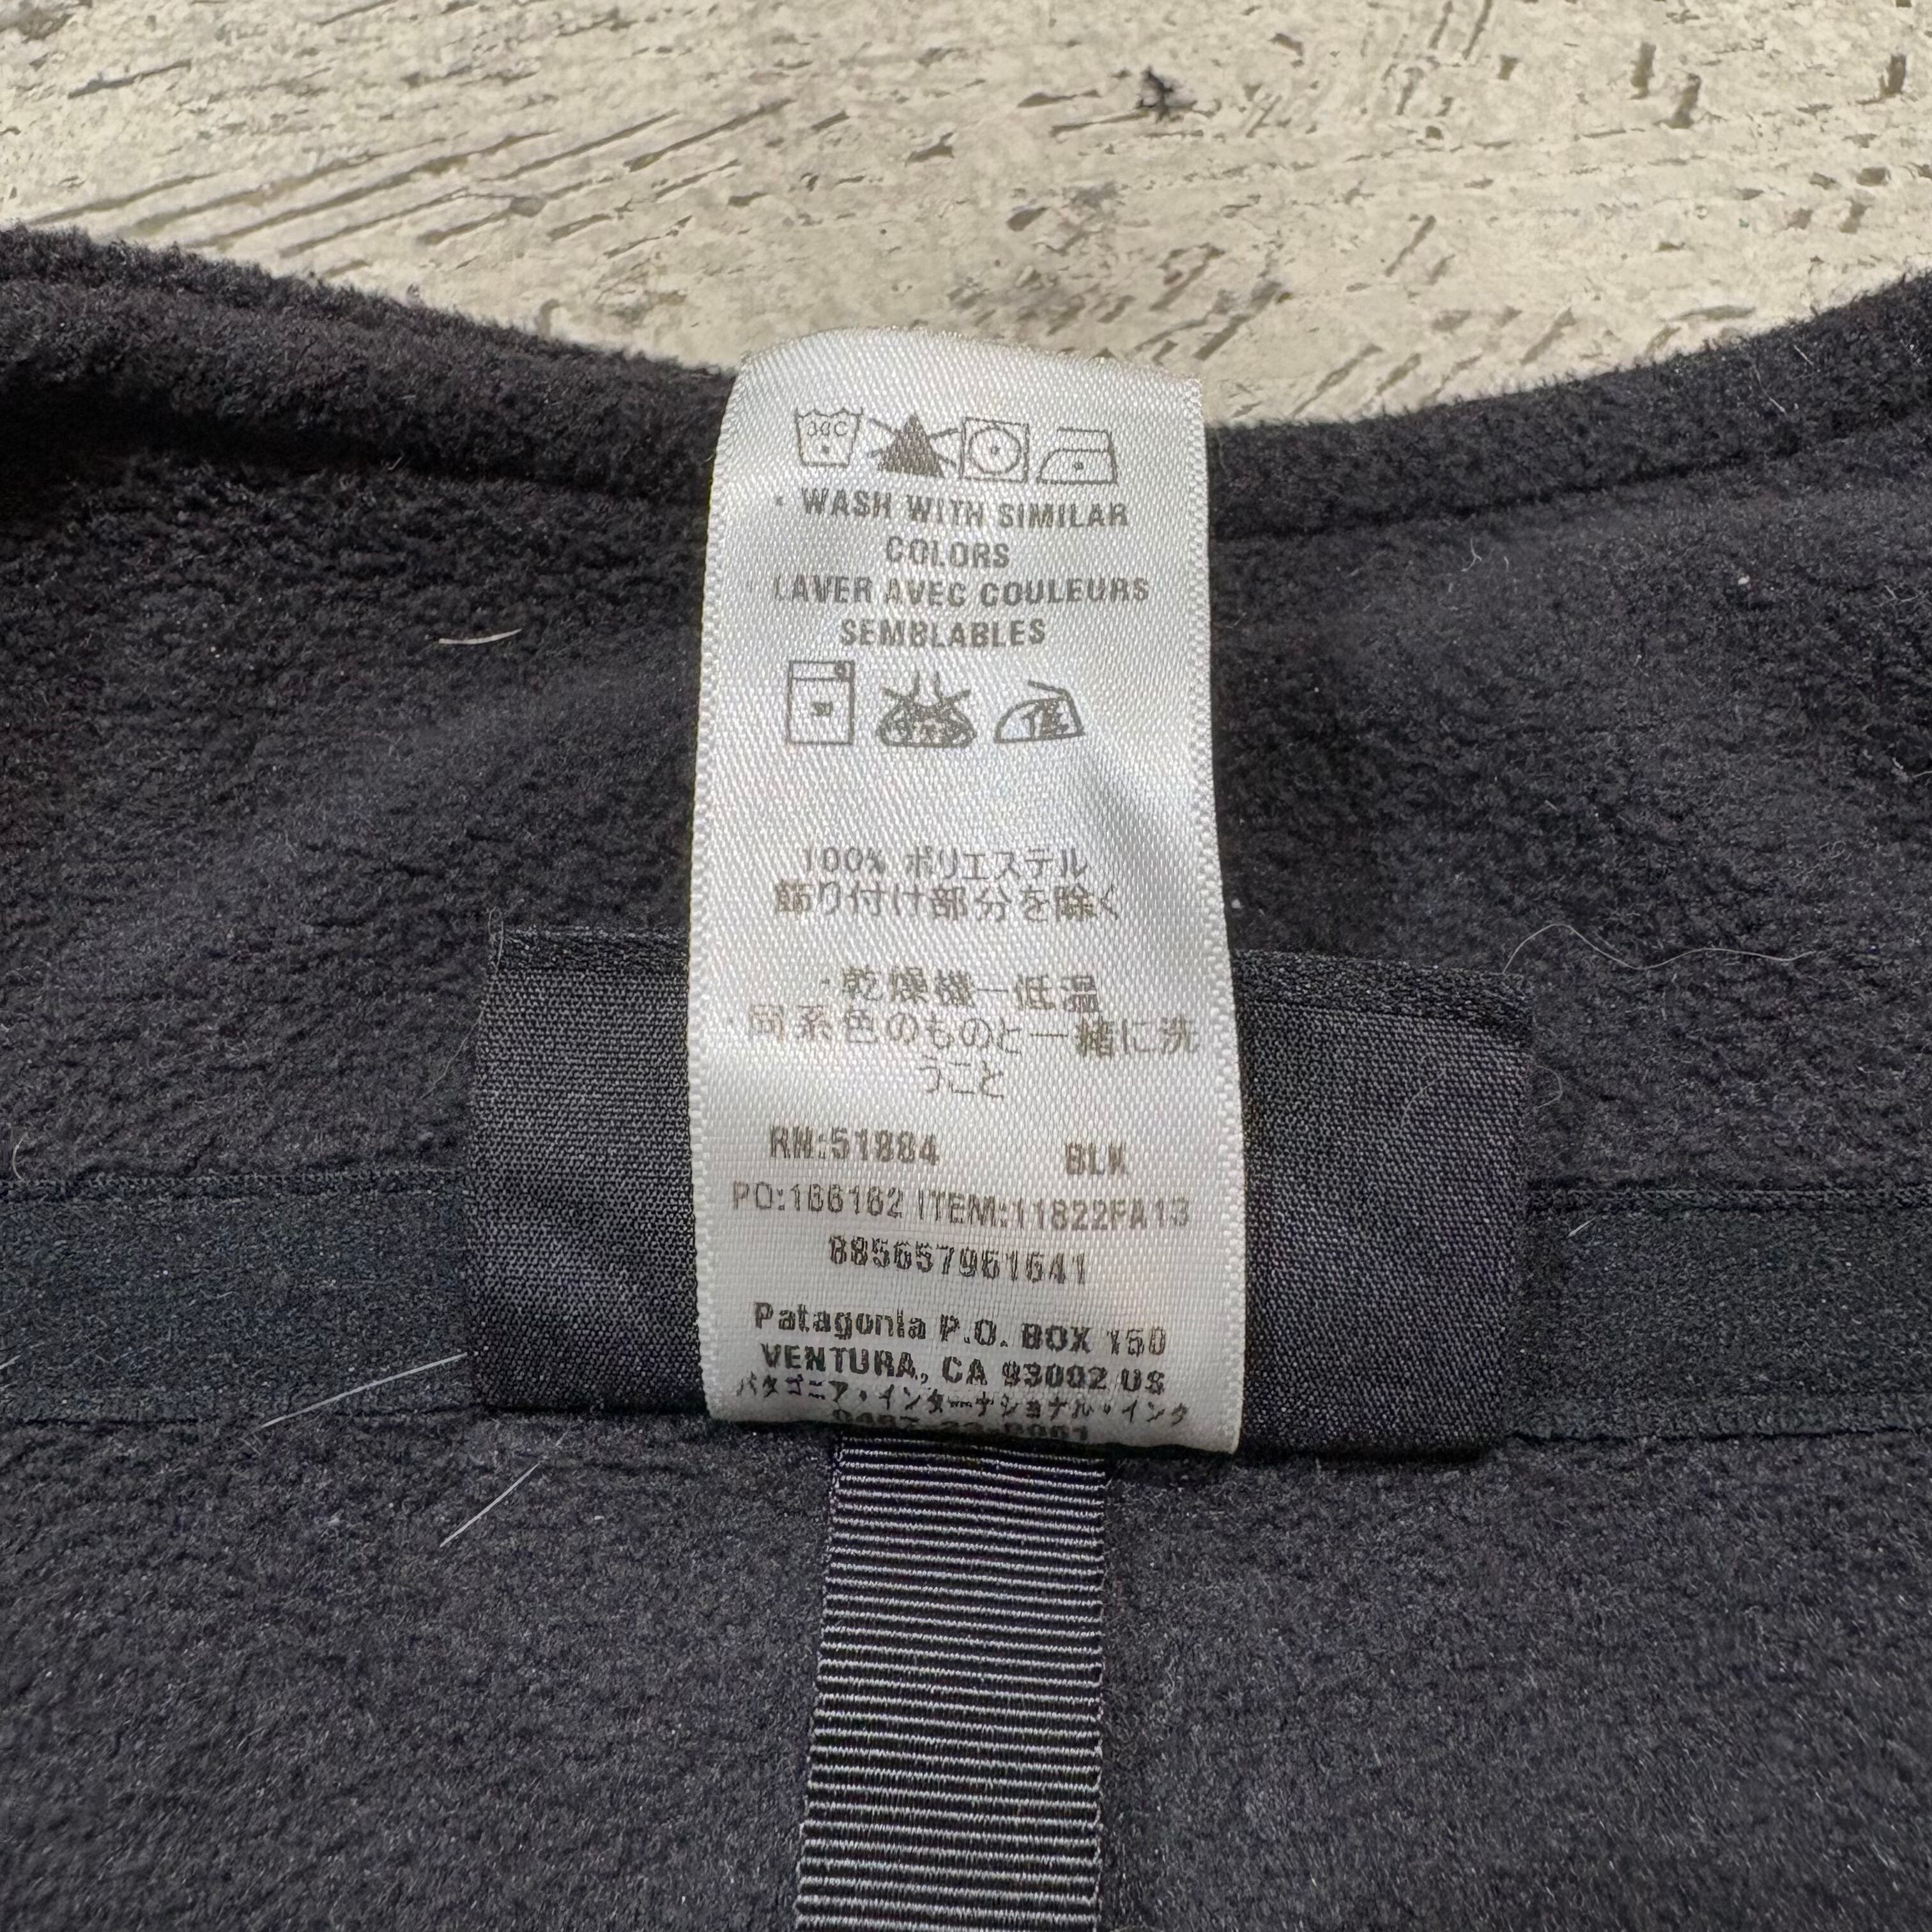 30C
· WASH WITH SIMILAR
COLORS
· LAVER AVEC COULEURS
SEMBLABLES
低
100% ポリエステル
飾り付け部分を除く
·乾燥機ー低温
·同系色のものと一緒に洗
うこと
RN:51884 BLK
PO:166162 ITEM:11822FA13
885657961641
Patagonia P.O. BOX 150
VENTURA, CA 93002 US
パタゴニア・インターナショナル・インク